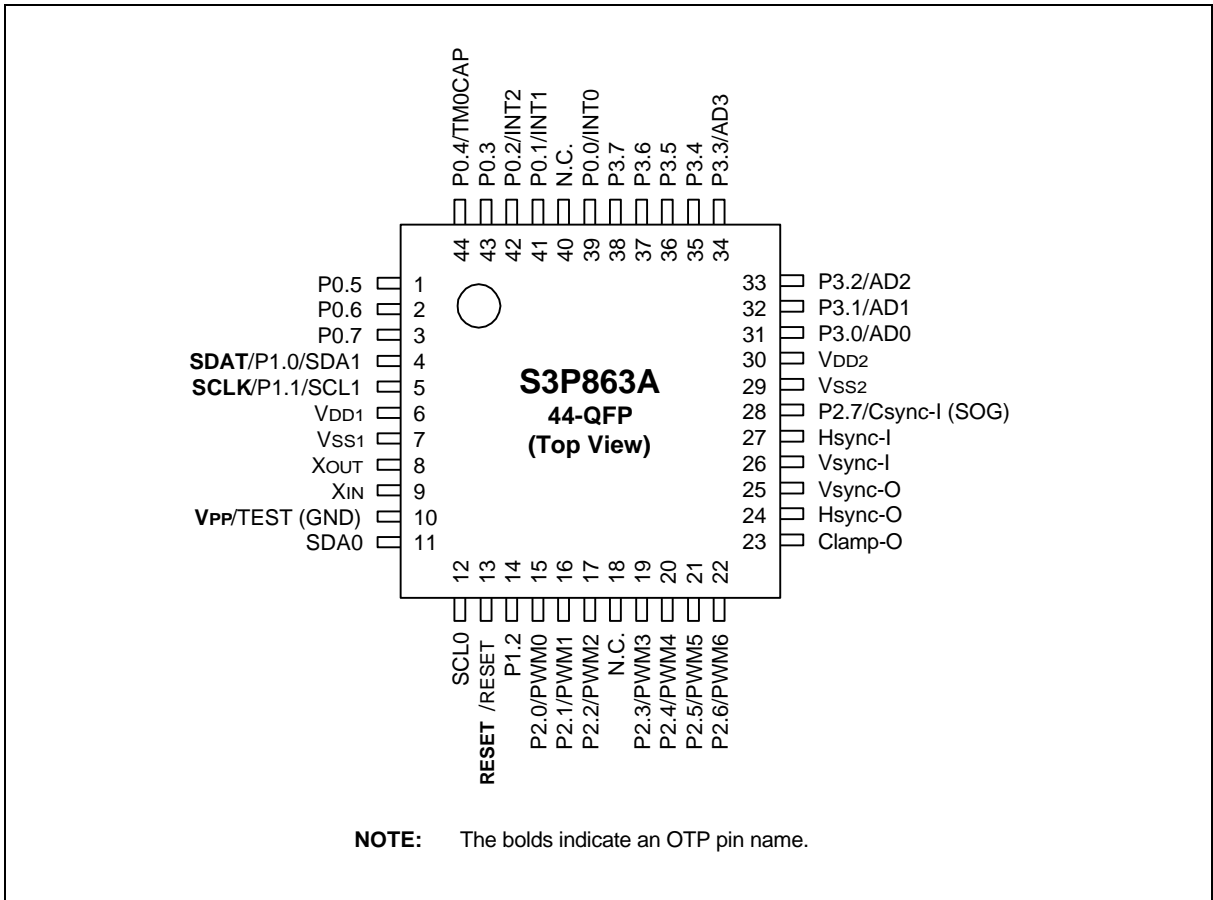 P0.4/TM0CAP
P0.3
P0.2/INT2
P0.1/INT1
N.C.
P0.0/INT0
P3.7
P3.6
P3.5
P3.4
P3.3/AD3
44
43
42
41
40
39
38
37
36
35
34
P0.5 1
P0.6 2
P0.7 3
SDAT/P1.0/SDA1 4
SCLK/P1.1/SCL1 5
VDD1 6
VSS1 7
XOUT 8
XIN 9
VPP/TEST (GND) 10
SDA0 11
S3P863A
44-QFP
(Top View)
33 P3.2/AD2
32 P3.1/AD1
31 P3.0/AD0
30 VDD2
29 VSS2
28 P2.7/Csync-I (SOG)
27 Hsync-I
26 Vsync-I
25 Vsync-O
24 Hsync-O
23 Clamp-O
12
13
14
15
16
17
18
19
20
21
22
SCL0
RESET /RESET
P1.2
P2.0/PWM0
P2.1/PWM1
P2.2/PWM2
N.C.
P2.3/PWM3
P2.4/PWM4
P2.5/PWM5
P2.6/PWM6
NOTE: The bolds indicate an OTP pin name.